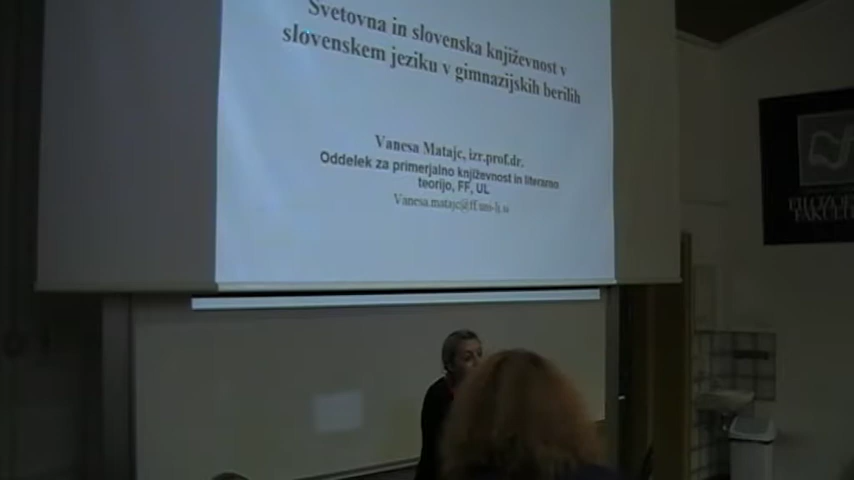 Svetovna in slovenska književnost v
slovenskem jeziku v gimnazijskih berilih
Vanesa Matajc, izr.prof.dr.
Oddelek za primerjalno književnost in literarno
teorijo, FF, UL
FAKUL